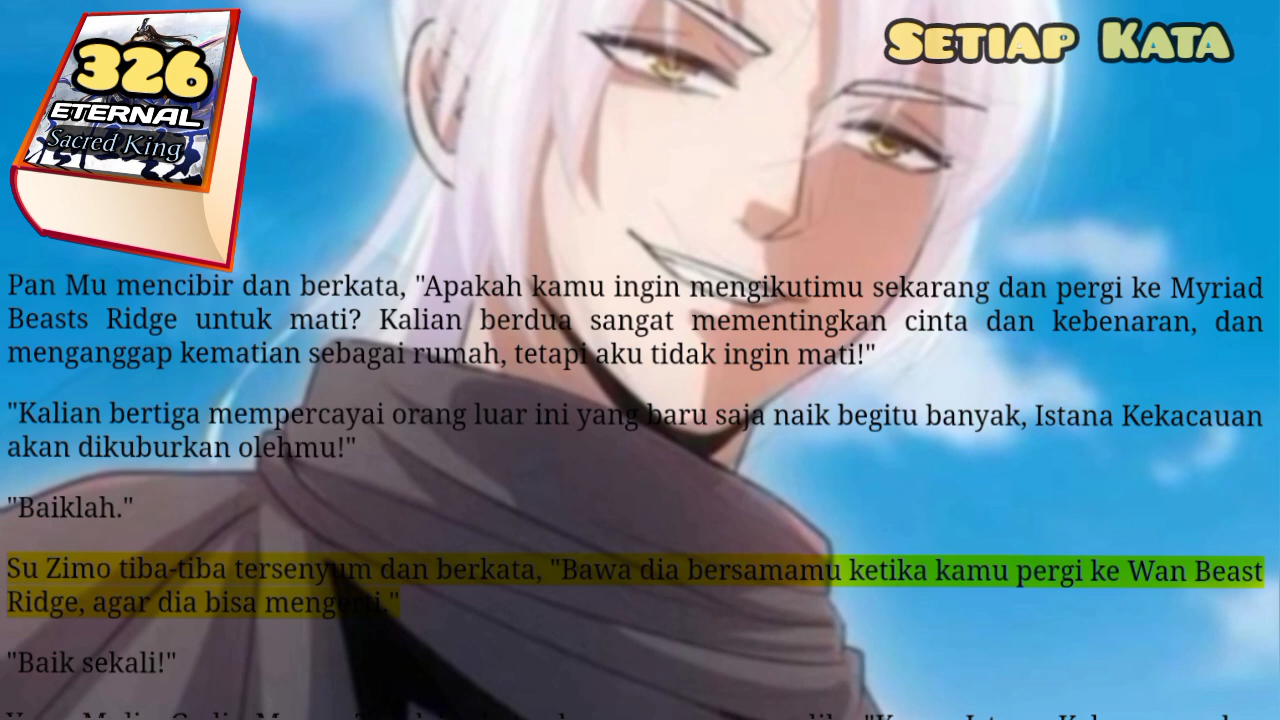 326
ETERNAL
Sacred King
Setiap Kata
Pan Mu mencibir dan berkata, "Apakah kamu ingin mengikutimu sekarang dan pergi ke Myriad
Beasts Ridge untuk mati? Kalian berdua sangat mementingkan cinta dan kebenaran, dan
menganggap kematian sebagai rumah, tetapi aku tidak ingin mati!"
"Kalian bertiga mempercayai orang luar ini yang baru saja naik begitu banyak, Istana Kekacauan
akan dikuburkan olehmu!"
"Baiklah."
Su Zimo tiba-tiba tersenyum dan berkata, "Bawa dia bersamamu ketika kamu pergi ke Wan Beast
Ridge, agar dia bisa mengerti."
"Baik sekali!"